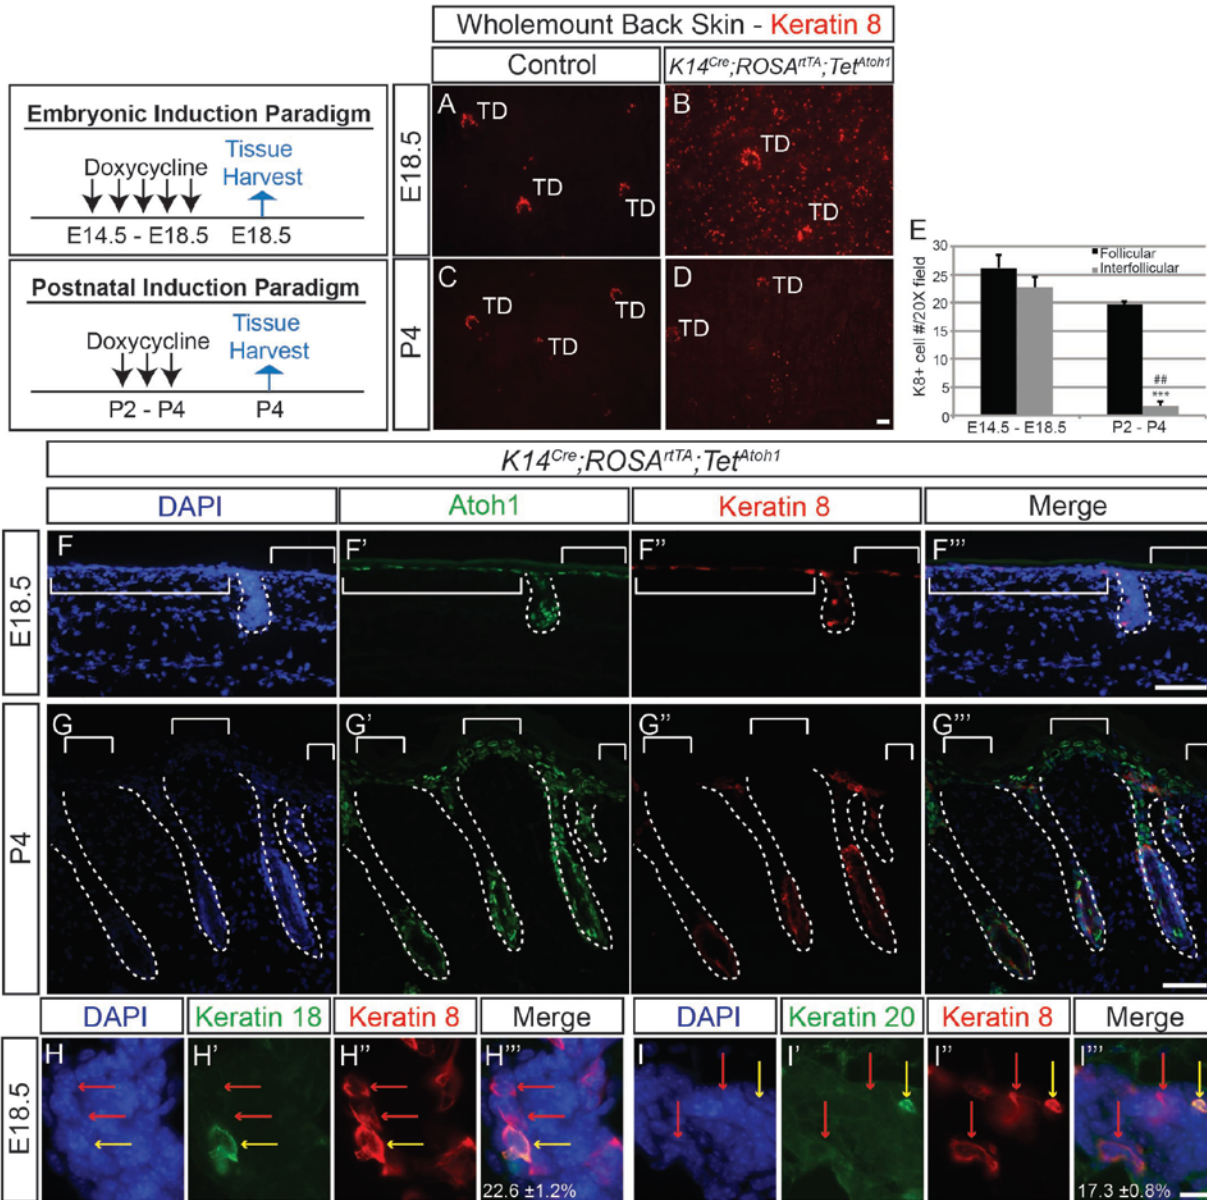 Wholemount Back Skin - Keratin 8
Control
K14Cre;ROSArtTA;TetAtoh1
Embryonic Induction Paradigm
Doxycycline
Tissue
Harvest
E14.5 - E18.5
E18.5
Postnatal Induction Paradigm
Doxycycline
Tissue
Harvest
P2 - P4
P4
E18.5
P4
A
TD
TD
TD
B
TD
TD
C
TD
TD
TD
D
TD
TD
E
K8+ cell #/20X field
30
25
20
15
10
5
0
Follicular
Interfollicular
##
***
E14.5 - E18.5
P2 - P4
K14Cre;ROSArtTA;TetAtoh1
DAPI
Atoh1
Keratin 8
Merge
E18.5
F
F'
F''
F'''
P4
G
G'
G''
G'''
DAPI
Keratin 18
Keratin 8
Merge
DAPI
Keratin 20
Keratin 8
Merge
E18.5
H
H'
H''
H'''
22.6 ±1.2%
I
I'
I''
I'''
17.3 ±0.8%